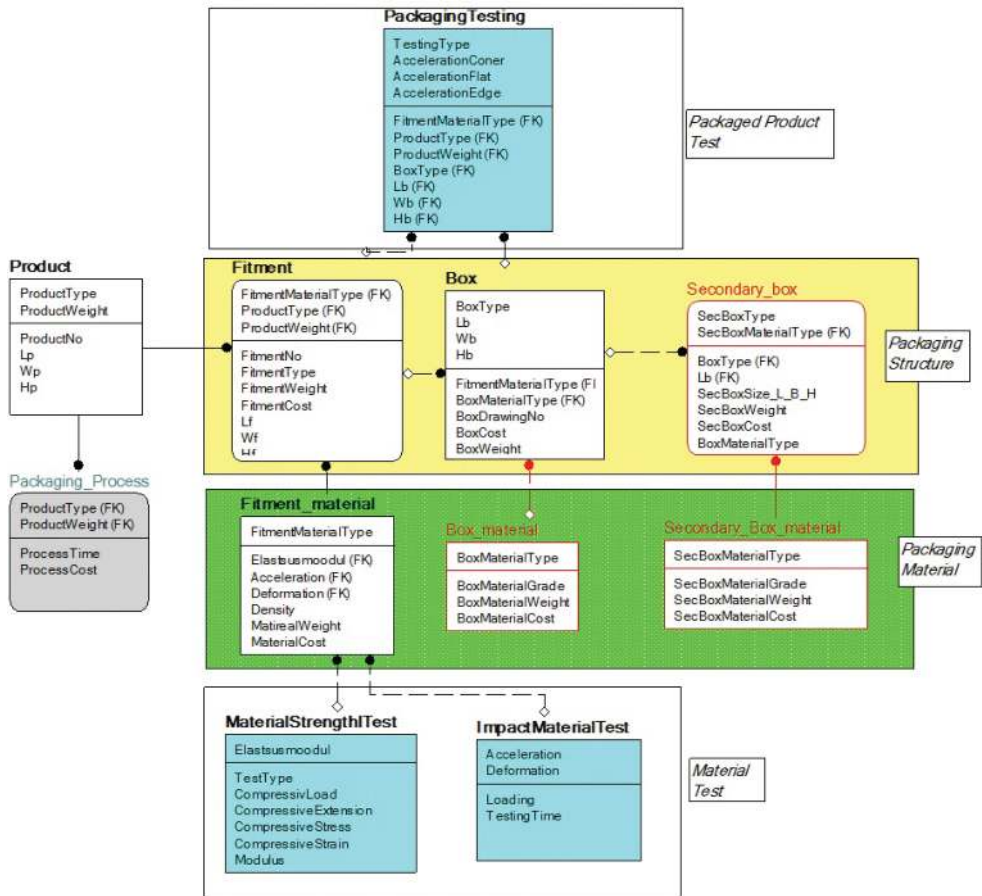 PackagingTesting
TestingType
AccelerationConer
AccelerationFlat
AccelerationEdge
FitmentMaterialType (FK)
ProductType (FK)
ProductWeight (FK)
BoxType (FK)
Lb (FK)
Wb (FK)
Hb (FK)
Packaged Product
Test
Product
ProductType
ProductWeight
ProductNo
Lp
Wp
Hp
Fitment
FitmentMaterialType (FK)
ProductType (FK)
ProductWeight (FK)
FitmentNo
FitmentType
FitmentWeight
FitmentCost
Lf
Wf
Hf
Box
BoxType
Lb
Wb
Hb
FitmentMaterialType (Fl
BoxMaterialType (FK)
BoxDrawingNo
BoxCost
BoxWeight
Secondary_box
SecBoxType
SecBoxMaterialType (FK)
BoxType (FK)
Lb (FK)
SecBoxSize_L_B_H
SecBoxWeight
SecBoxCost
BoxMaterialType
Packaging
Structure
Packaging_Process
ProductType (FK)
ProductWeight (FK)
ProcessTime
ProcessCost
Fitment_material
FitmentMaterialType
Elastsusmoodul (FK)
Acceleration (FK)
Deformation (FK)
Density
MatirealWeight
MaterialCost
Box_material
BoxMaterialType
BoxMaterialGrade
BoxMaterialWeight
BoxMaterialCost
Secondary_Box_material
SecBoxMaterialType
SecBoxMaterialGrade
SecBoxMaterialWeight
SecBoxMaterialCost
Packaging
Material
MaterialStrenghlTest
Elastsusmoodul
TestType
CompressivLoad
CompressiveExtension
CompressiveStress
CompressiveStrain
Modulus
ImpactMaterialTest
Acceleration
Deformation
Loading
TestingTime
Material
Test